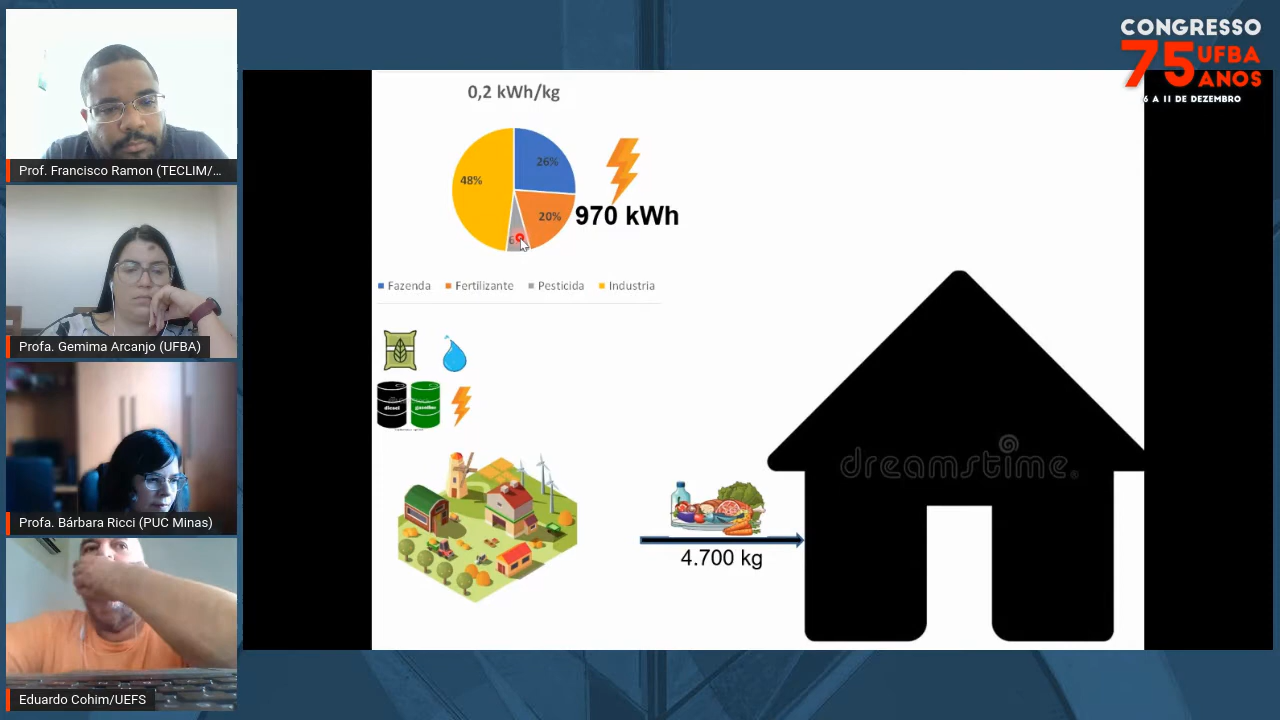 CONGRESSO
75 UFBA
ANOS
6 A 11 DE DEZEMBRO
Prof. Francisco Ramon (TECLIM/...
Profa. Gemima Arcanjo (UFBA)
Profa. Bárbara Ricci (PUC Minas)
Eduardo Cohim/UEFS
0,2 kWh/kg
48%
26%
20%
6
970 kWh
Fazenda
Fertilizante
Pesticida
Industria
diesel
gasolina
4.700 kg
dreamstime